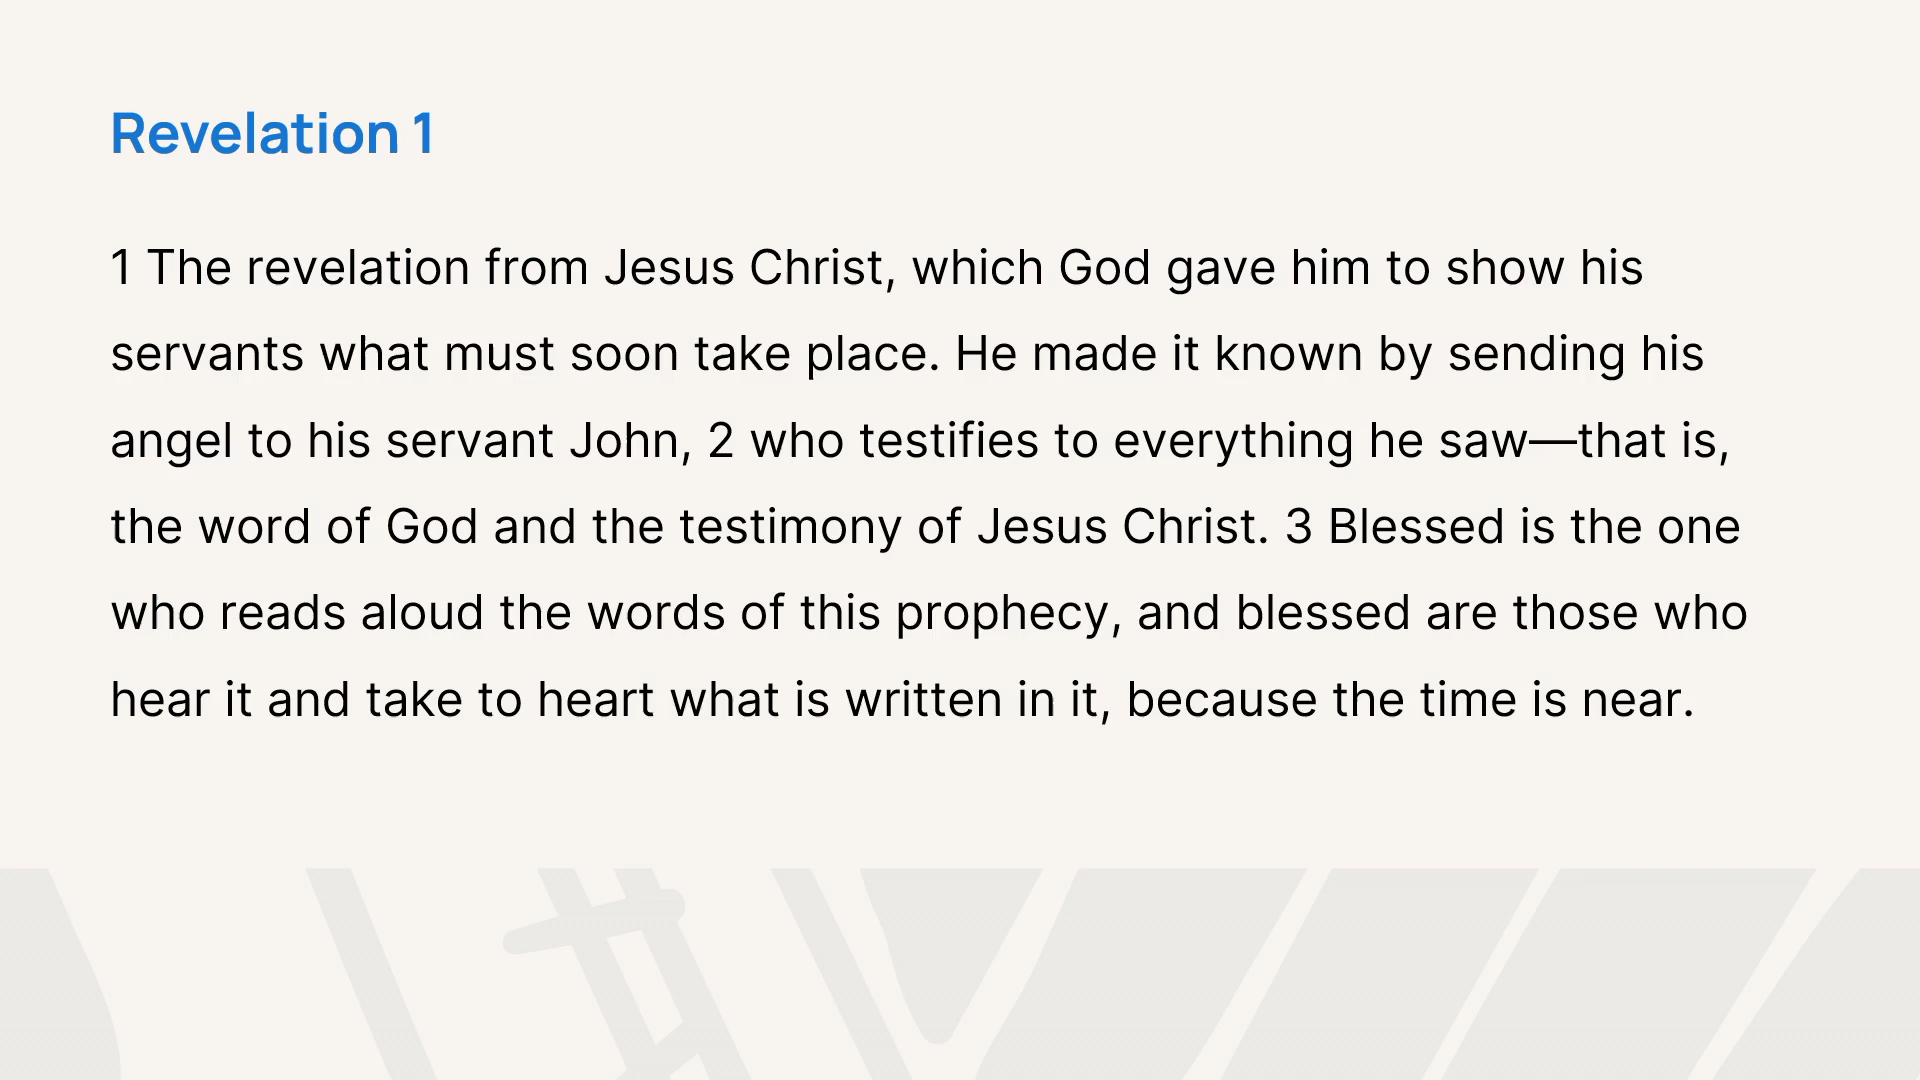 Revelation 1
1 The revelation from Jesus Christ, which God gave him to show his
servants what must soon take place. He made it known by sending his
angel to his servant John, 2 who testifies to everything he saw—that is,
the word of God and the testimony of Jesus Christ. 3 Blessed is the one
who reads aloud the words of this prophecy, and blessed are those who
hear it and take to heart what is written in it, because the time is near.